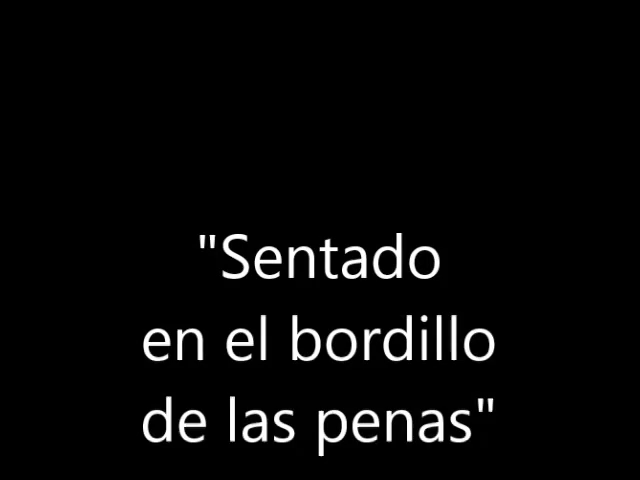 "Sentado
en el bordillo
de las penas"